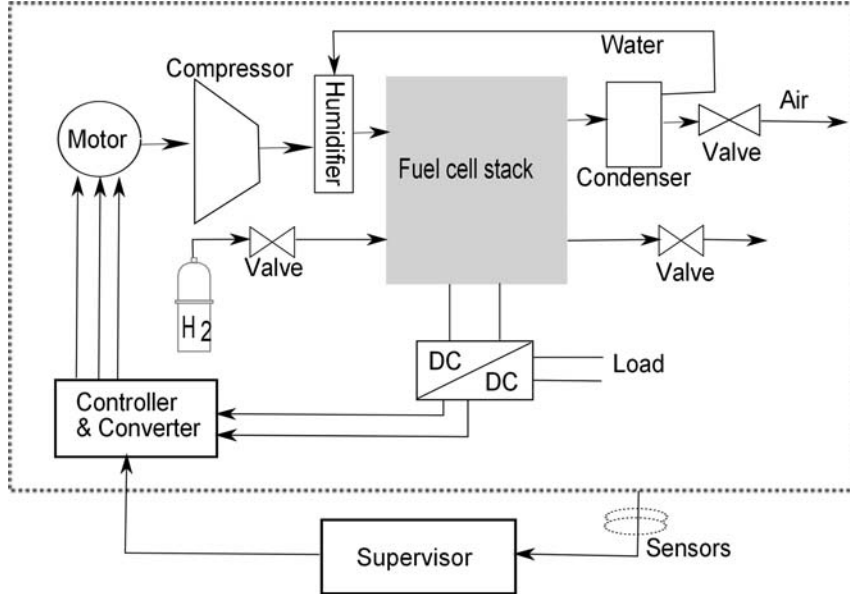 Water
Compressor
Humidifier
Air
Motor
Valve
Fuel cell stack
Condenser
Valve
Valve
H2
DC
DC
Load
Controller
& Converter
Sensors
Supervisor